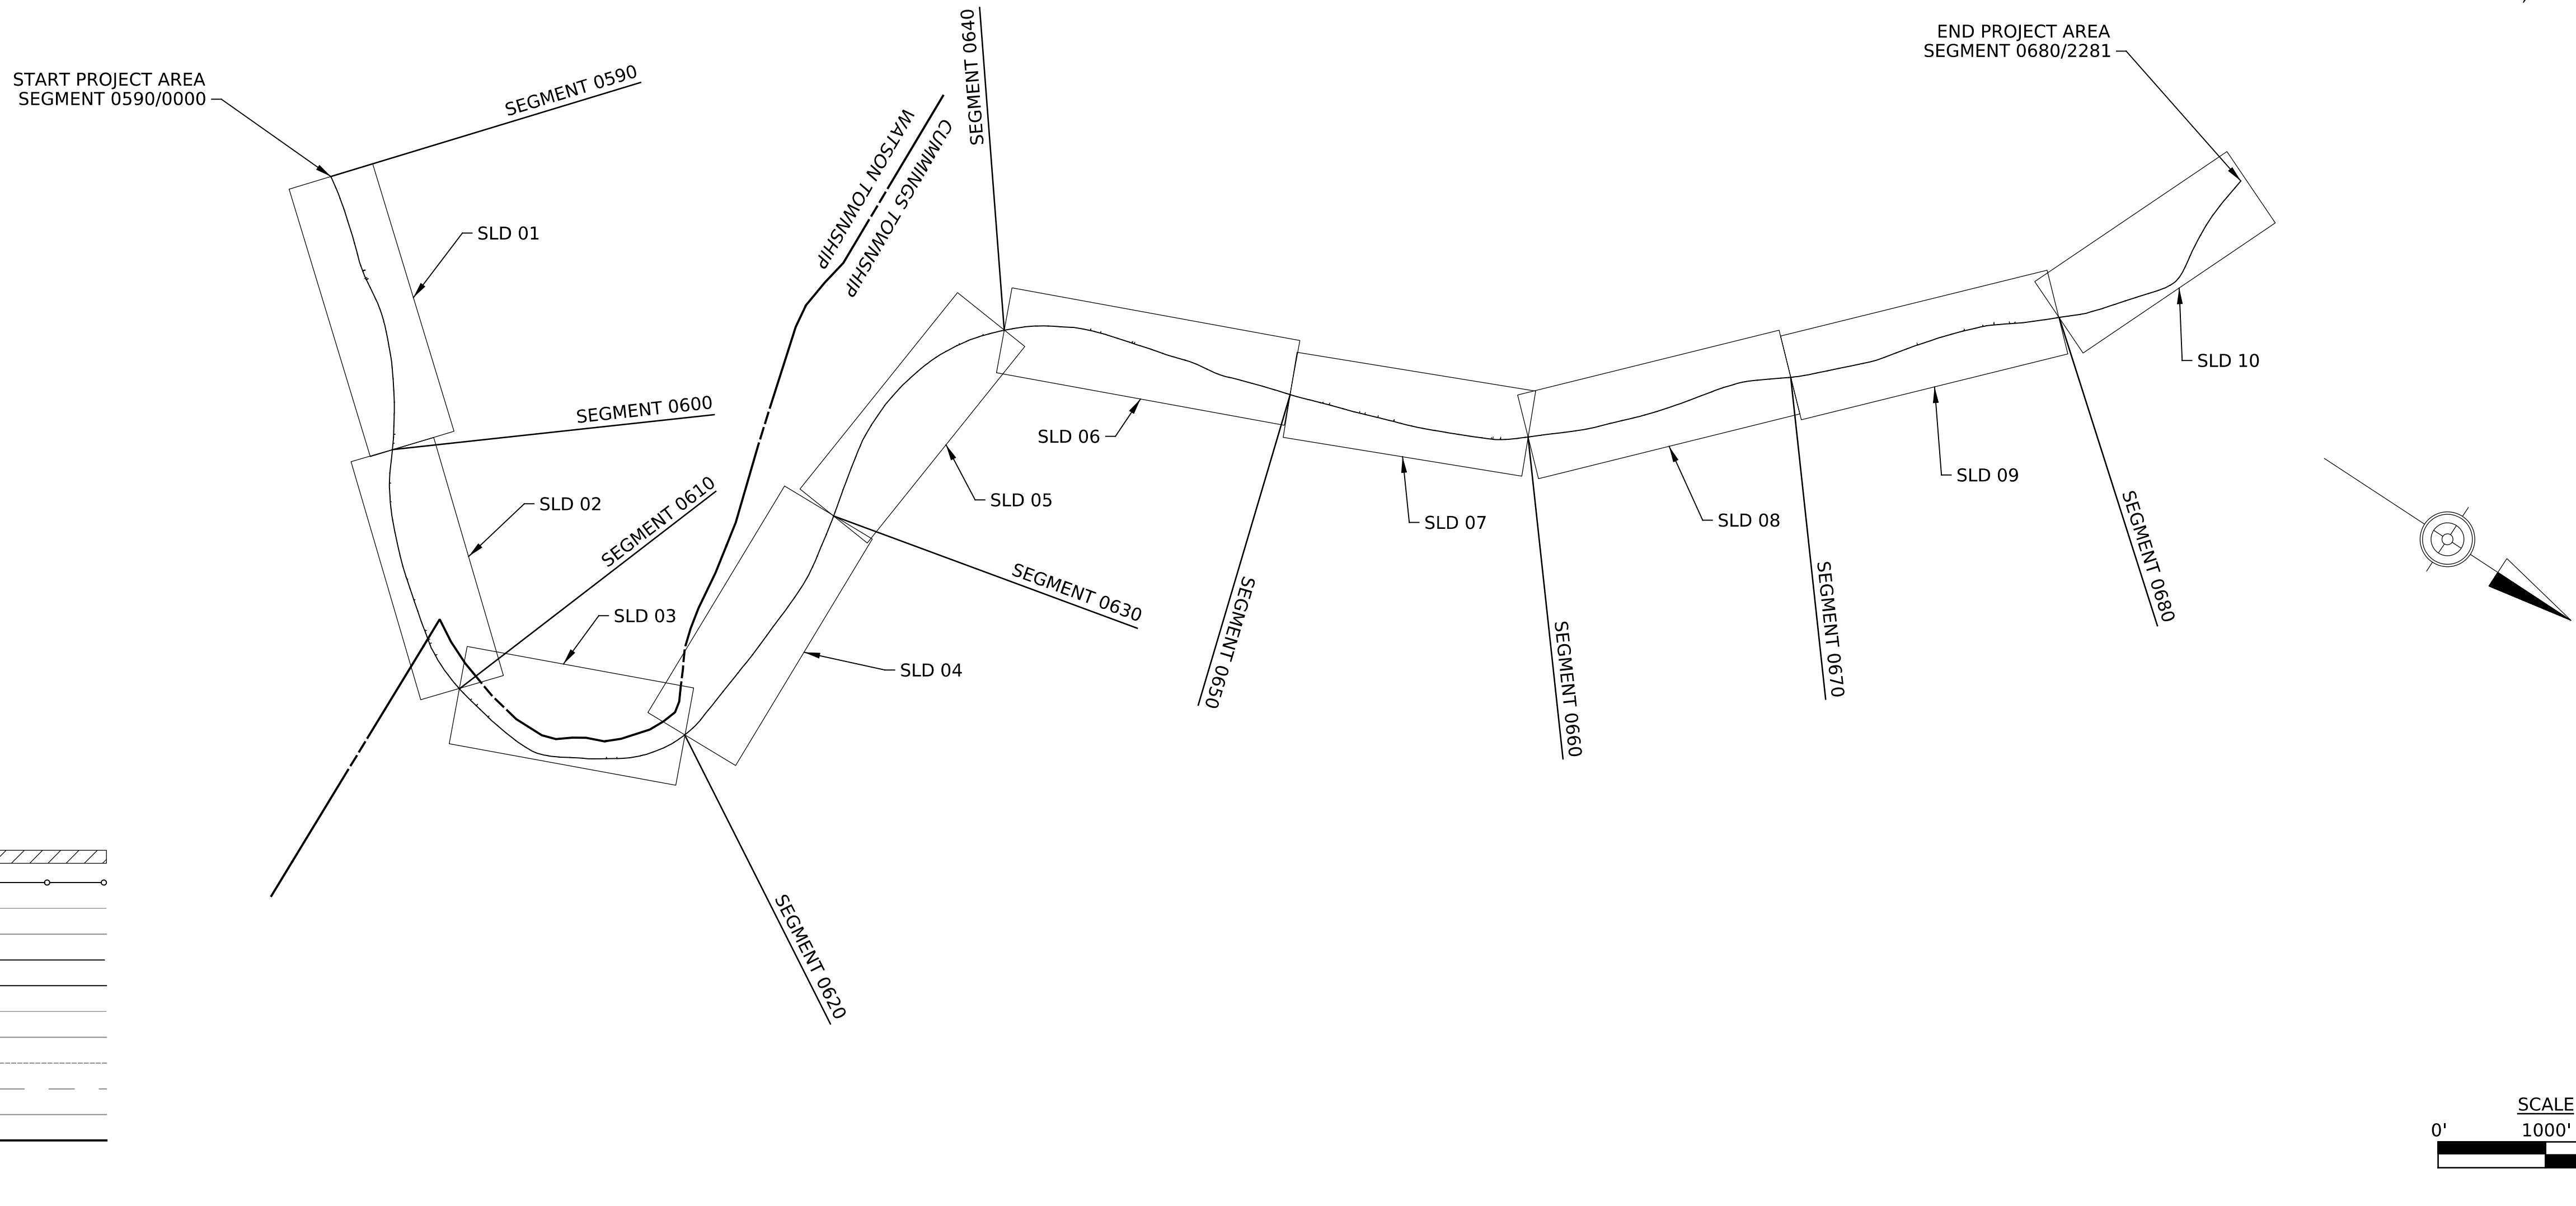 START PROJECT AREA
SEGMENT 0590/0000
SEGMENT 0590
SEGMENT 0640
END PROJECT AREA
SEGMENT 0680/2281
WATSON TOWNSHIP
CUMMINGS TOWNSHIP
SLD 01
SEGMENT 0600
SLD 02
SEGMENT 0610
SLD 03
SLD 04
SLD 05
SEGMENT 0630
SLD 06
SEGMENT 0650
SLD 07
SEGMENT 0660
SLD 08
SEGMENT 0670
SLD 09
SEGMENT 0680
SLD 10
SEGMENT 0620
SCALE
0'
1000'